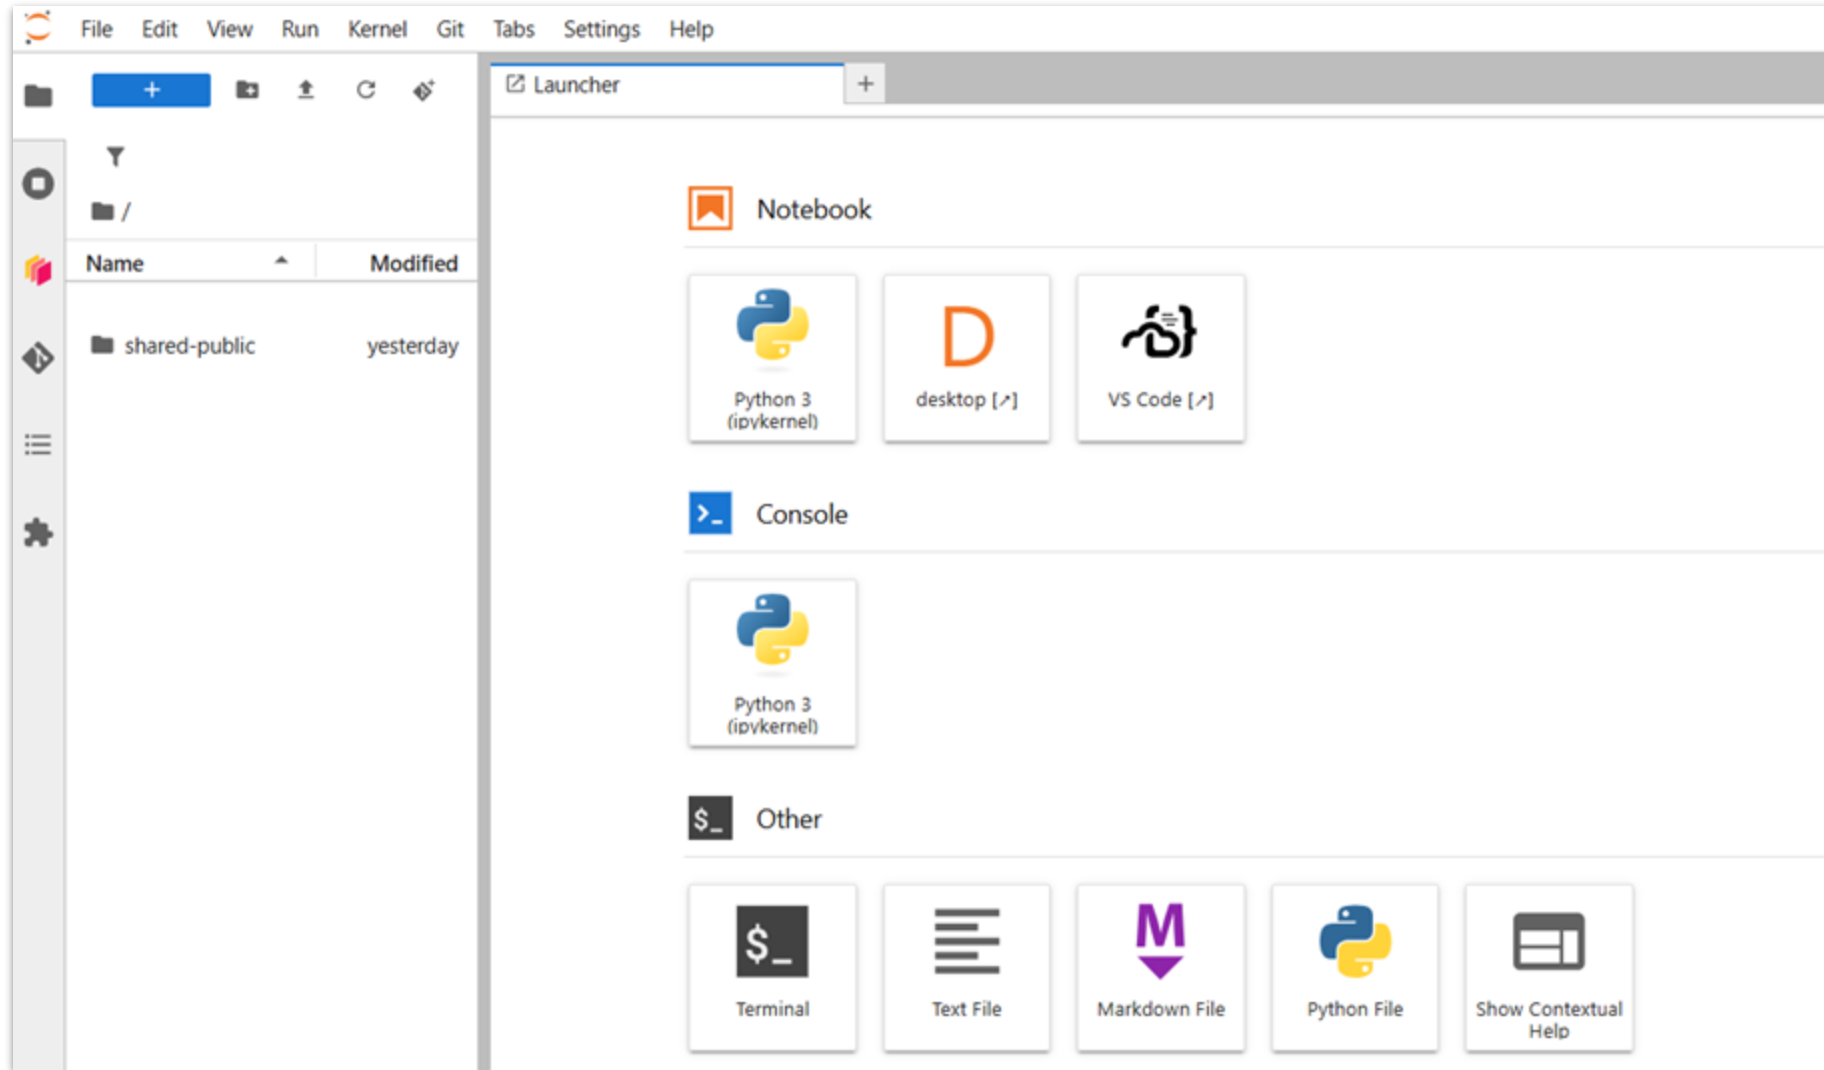 File Edit View Run Kernel Git Tabs Settings Help
+
Launcher
+
/
Name Modified
shared-public yesterday
Notebook
Python 3
(ipykernel)
D
desktop [↗]
VS Code [↗]
>_ Console
Python 3
(ipykernel)
$_ Other
$_
Terminal
Text File
M
Markdown File
Python File
Show Contextual
Help